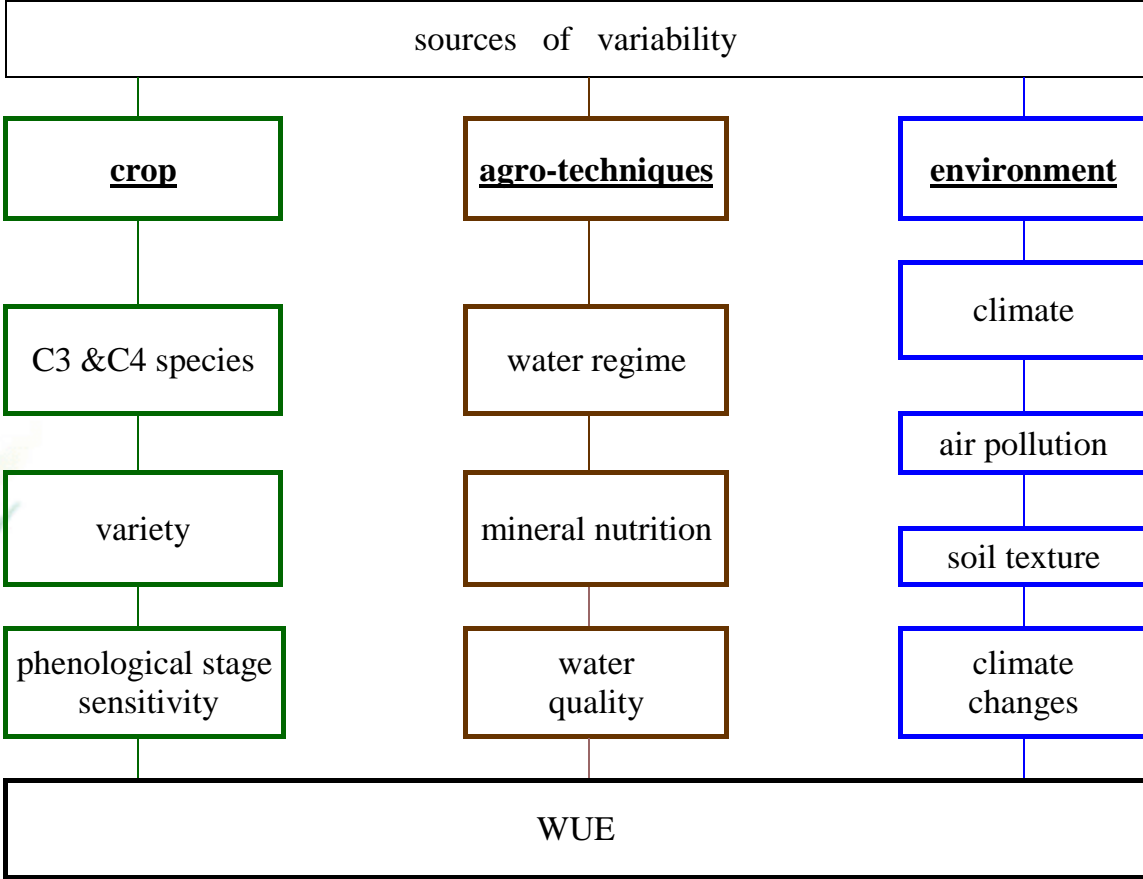 sources of variability
crop
agro-techniques
environment
climate
C3 &C4 species
water regime
air pollution
variety
mineral nutrition
soil texture
phenological stage
sensitivity
water
quality
climate
changes
WUE